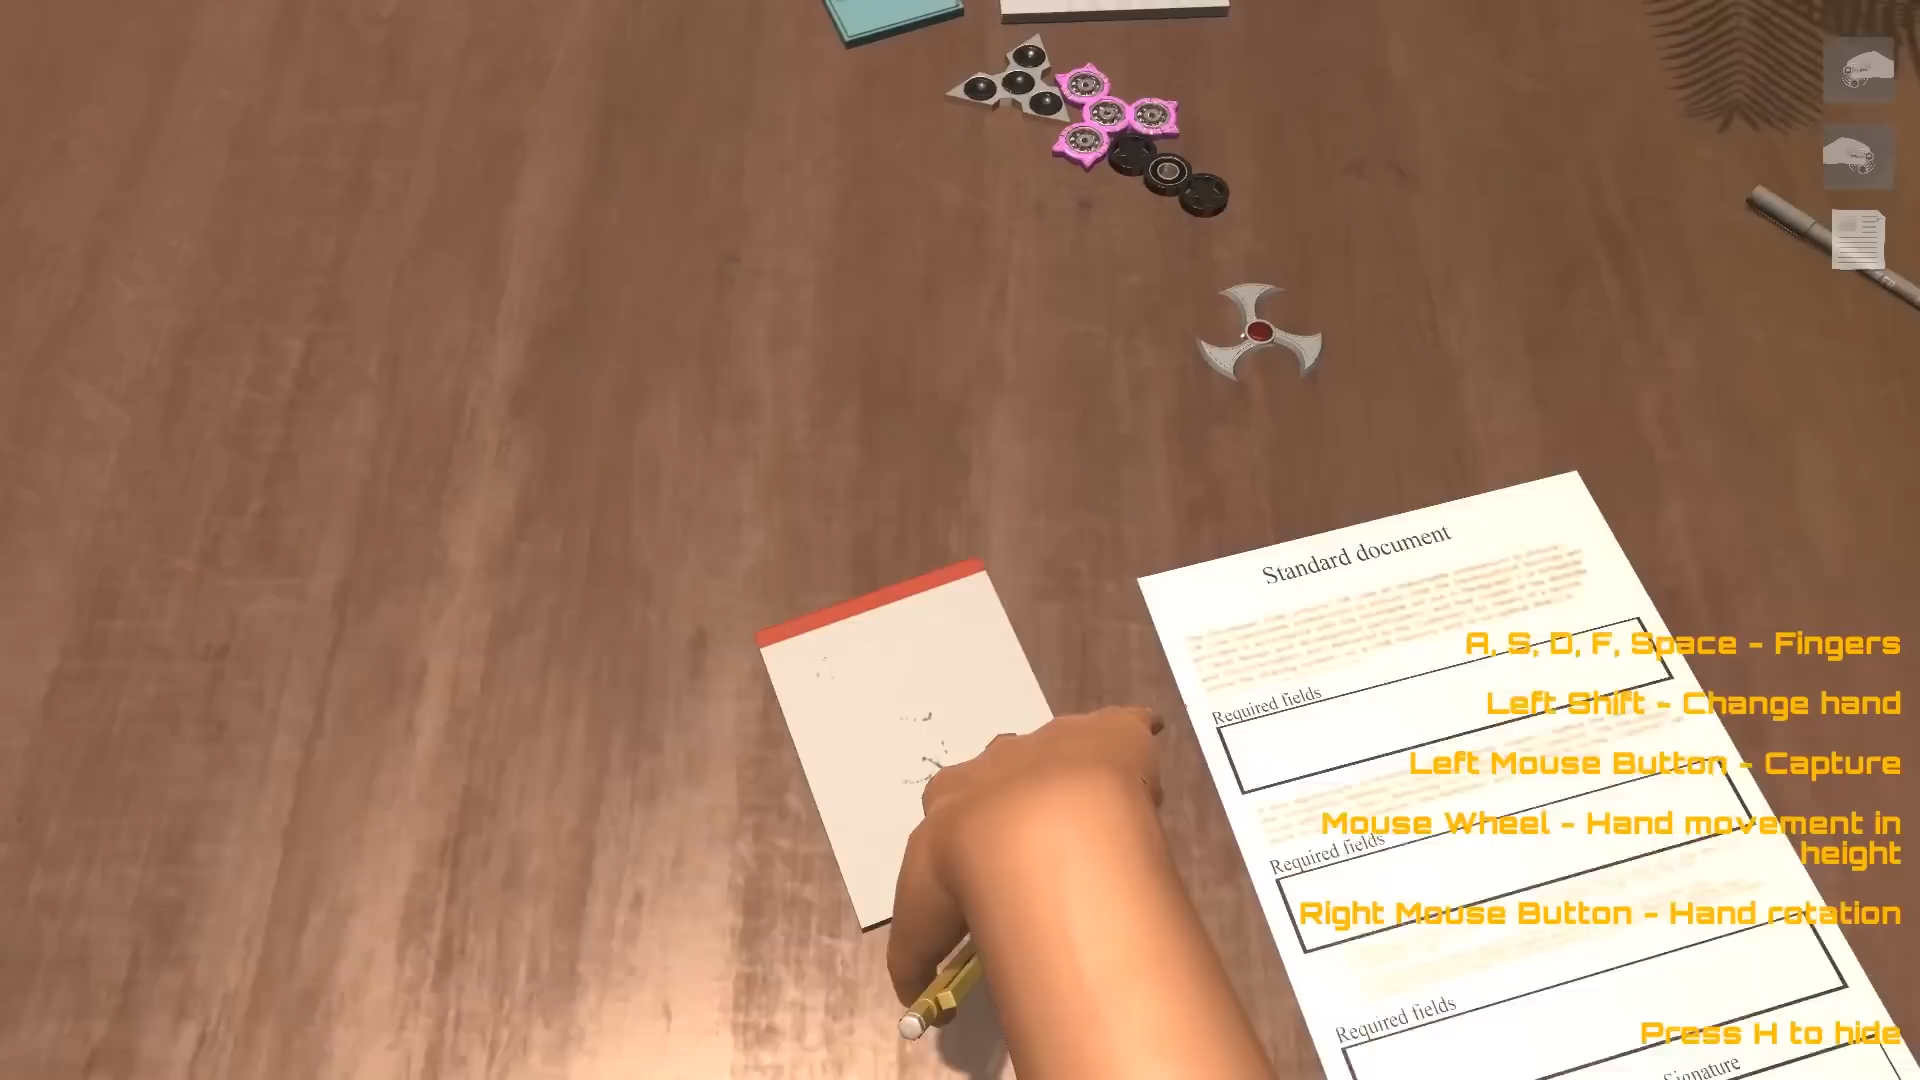 Standard document
Required fields
A, S, D, F, Space - Fingers
Left Shift - Change hand
Left Mouse Button - Capture
Mouse Wheel - Hand movement in
height
Required fields
Right Mouse Button - Hand rotation
Required fields
Press H to hide
Signature